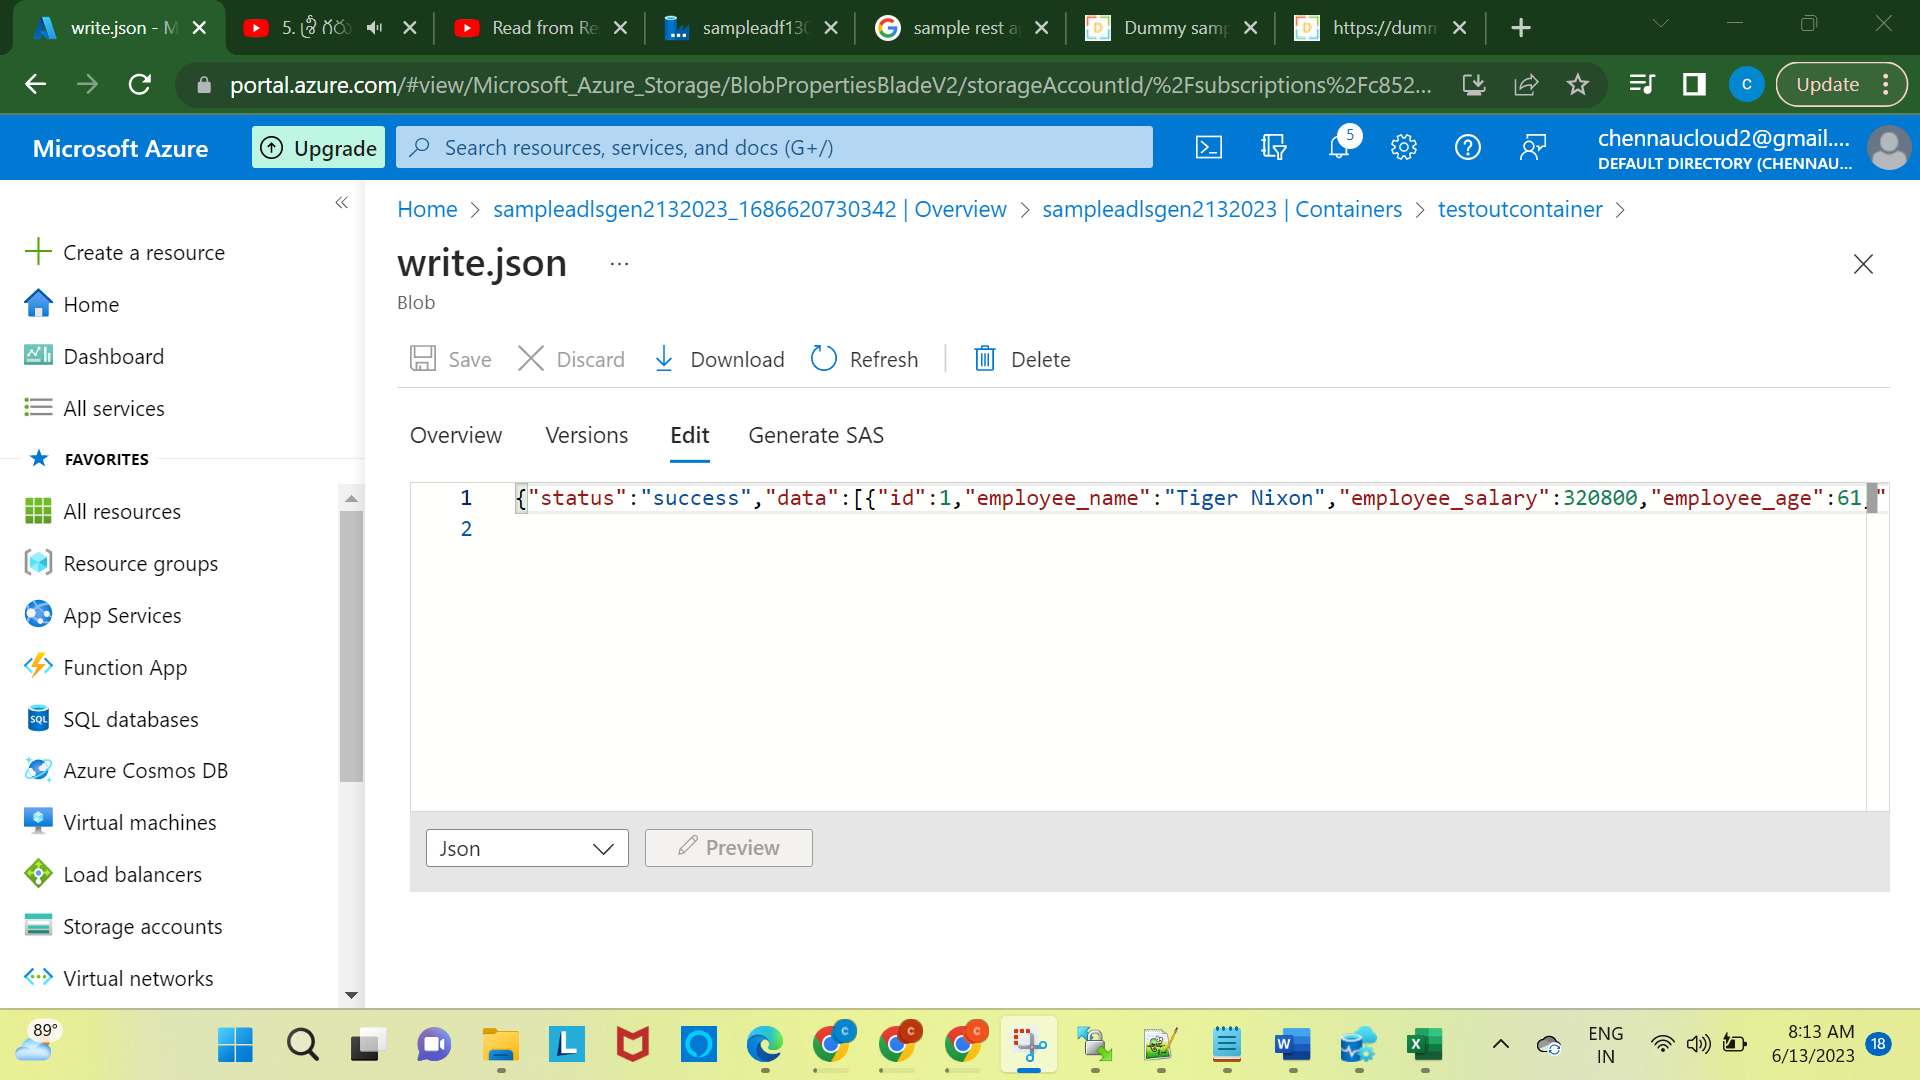 write.json - M
5. శ్రీ గరు
Read from Re
sampleadf130
sample rest a
Dummy samp
https://dumm
portal.azure.com/#view/Microsoft_Azure_Storage/BlobPropertiesBladeV2/storageAccountId/%2Fsubscriptions%2Fc852...
C
Update
Microsoft Azure
Upgrade
Search resources, services, and docs (G+/)
5
chennaucloud2@gmail....
DEFAULT DIRECTORY (CHENNAU...
Home > sampleadlsgen2132023_1686620730342 | Overview > sampleadlsgen2132023 | Containers > testoutcontainer >
write.json ...
Blob
Save
Discard
Download
Refresh
Delete
Overview
Versions
Edit
Generate SAS
1 {"status":"success","data":[{"id":1,"employee_name":"Tiger Nixon","employee_salary":320800,"employee_age":61,"
2
Json
Preview
«
Create a resource
Home
Dashboard
All services
FAVORITES
All resources
Resource groups
App Services
Function App
SQL databases
Azure Cosmos DB
Virtual machines
Load balancers
Storage accounts
Virtual networks
89°
ENG
IN
8:13 AM
6/13/2023
18